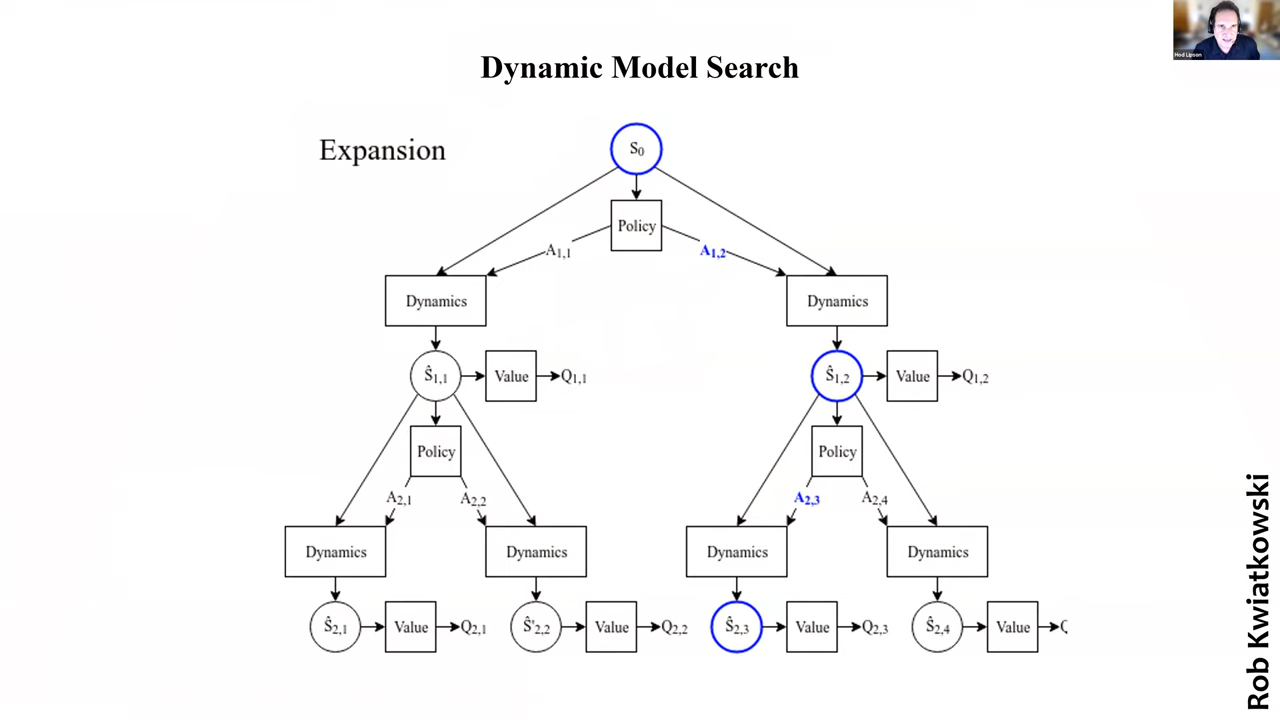 Hod Lipson
Dynamic Model Search
Expansion
S0
Policy
A1,1
A1,2
Dynamics
Dynamics
Ŝ1,1
Value
Q1,1
Ŝ1,2
Value
Q1,2
Policy
Policy
A2,1
A2,2
A2,3
A2,4
Dynamics
Dynamics
Dynamics
Dynamics
Ŝ2,1
Value
Q2,1
Ŝ'2,2
Value
Q2,2
Ŝ2,3
Value
Q2,3
Ŝ2,4
Value
Rob Kwiatkowski